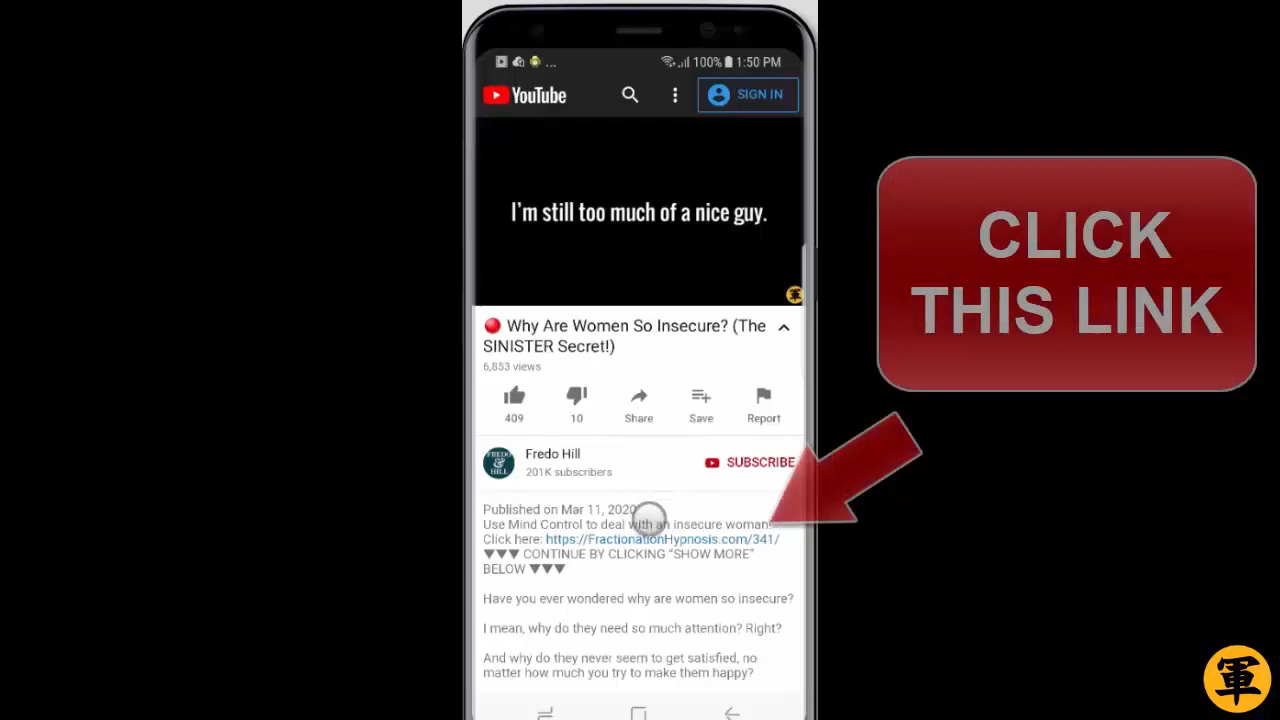 ... 100% 1:50 PM
YouTube
SIGN IN
I'm still too much of a nice guy.
Why Are Women So Insecure? (The
SINISTER Secret!)
6,853 views
409
10
Share
Save
Report
FREDO
&
HILL
Fredo Hill
201K subscribers
SUBSCRIBE
Published on Mar 11, 2020
Use Mind Control to deal with an insecure woman!
Click here: https://FractionationHypnosis.com/341/
▼▼▼ CONTINUE BY CLICKING “SHOW MORE”
BELOW ▼▼▼
Have you ever wondered why are women so insecure?
I mean, why do they need so much attention? Right?
And why do they never seem to get satisfied, no
matter how much you try to make them happy?
CLICK
THIS LINK
軍